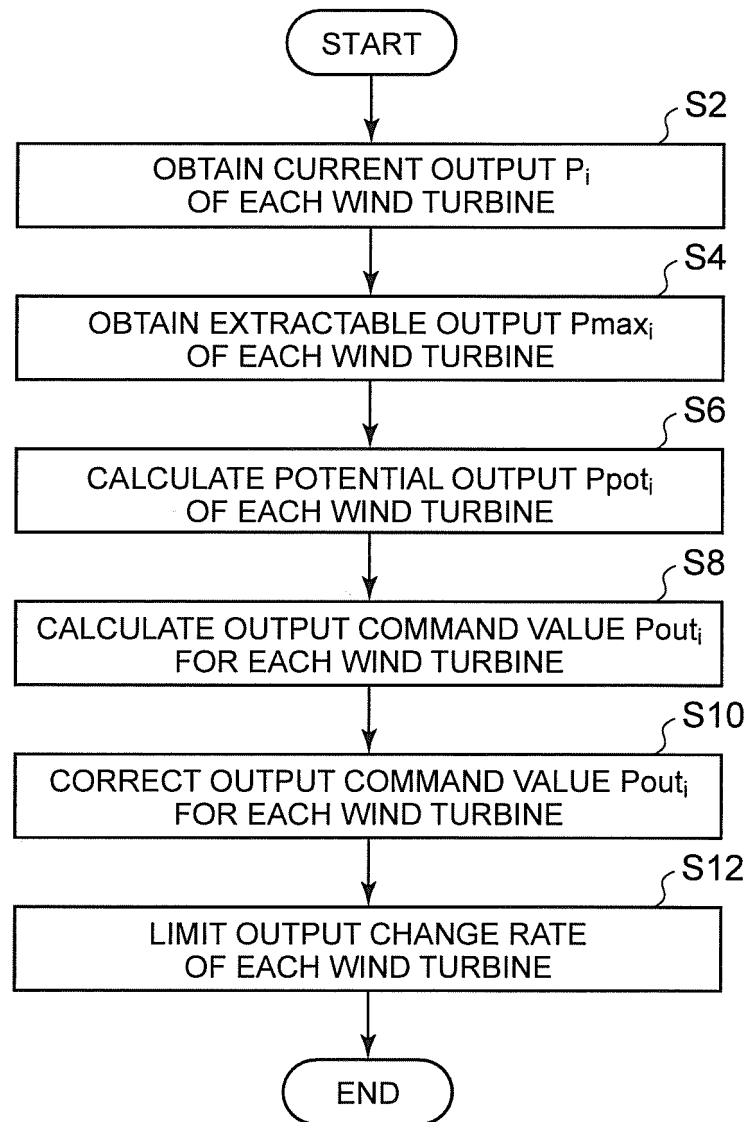 START
S2
OBTAIN CURRENT OUTPUT Pi
OF EACH WIND TURBINE
S4
OBTAIN EXTRACTABLE OUTPUT Pmaxi
OF EACH WIND TURBINE
S6
CALCULATE POTENTIAL OUTPUT Ppoti
OF EACH WIND TURBINE
S8
CALCULATE OUTPUT COMMAND VALUE Pouti
FOR EACH WIND TURBINE
S10
CORRECT OUTPUT COMMAND VALUE Pouti
FOR EACH WIND TURBINE
S12
LIMIT OUTPUT CHANGE RATE
OF EACH WIND TURBINE
END